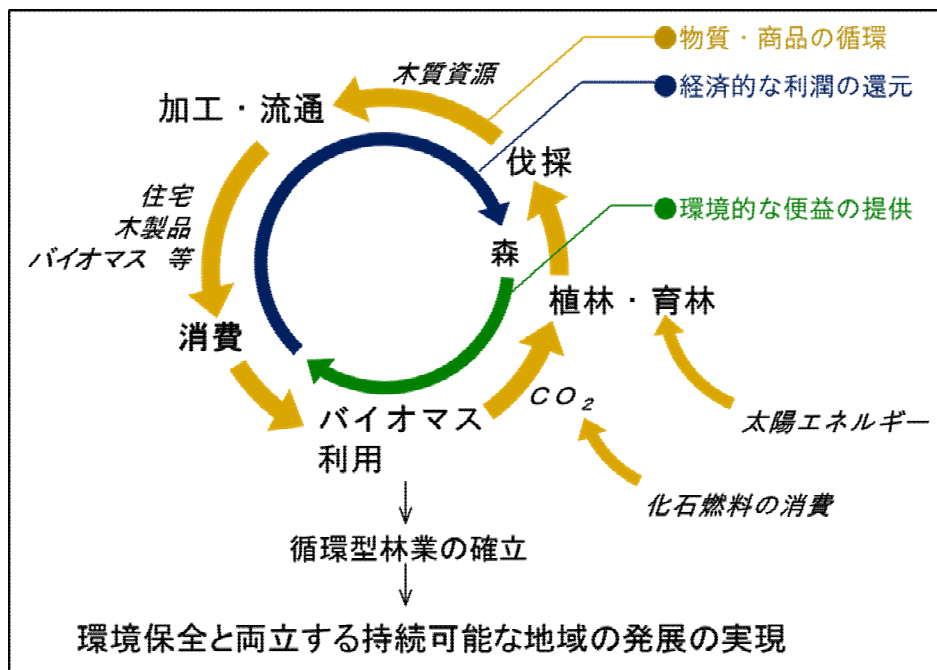 ●物質・商品の循環
木質資源
●経済的な利潤の還元
加工・流通
伐採
住宅
木製品
バイオマス 等
●環境的な便益の提供
森
植林・育林
消費
CO₂
バイオマス
利用
太陽エネルギー
化石燃料の消費
循環型林業の確立
環境保全と両立する持続可能な地域の発展の実現